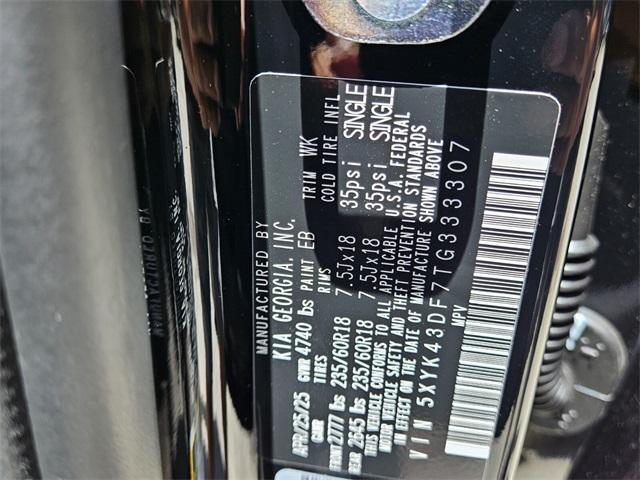 MANUFACTURED BY
KIA GEORGIA, INC.
APR/25/25 GVWR 4740 lbs PAINT EB TRIM WK
GAWR TIRES RIMS COLD TIRE INFL
FRONT 2777 lbs 235/60R18 7.5Jx18 35psi SINGLE
REAR 2645 lbs 235/60R18 7.5Jx18 35psi SINGLE
THIS VEHICLE CONFORMS TO ALL APPLICABLE U.S.A. FEDERAL
MOTOR VEHICLE SAFETY AND THEFT PREVENTION STANDARDS
IN EFFECT ON THE DATE OF MANUFACTURE SHOWN ABOVE
VIN 5XYK43DF7TG333307
MPV